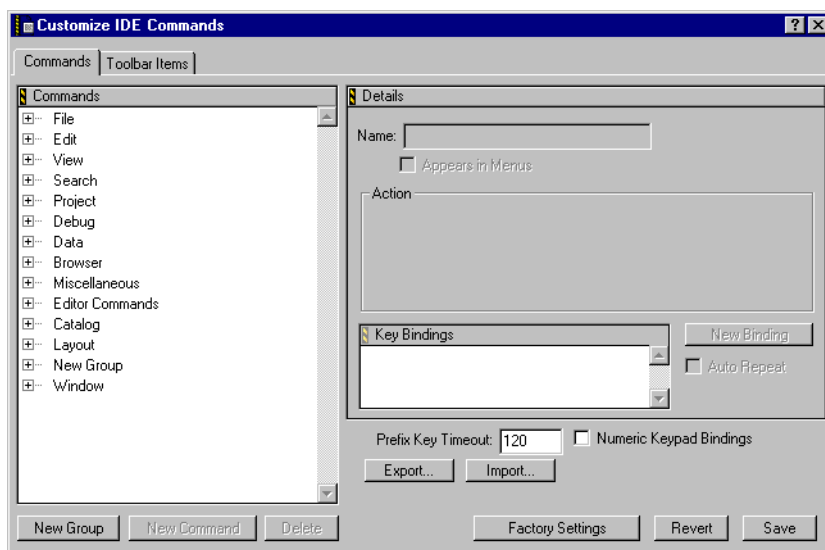 Customize IDE Commands
Commands
Toolbar Items
Commands
File
Edit
View
Search
Project
Debug
Data
Browser
Miscellaneous
Editor Commands
Catalog
Layout
New Group
Window
New Group
New Command
Delete
Details
Name:
Appears in Menus
Action
Key Bindings
New Binding
Auto Repeat
Prefix Key Timeout: 120
Numeric Keypad Bindings
Export...
Import...
Factory Settings
Revert
Save